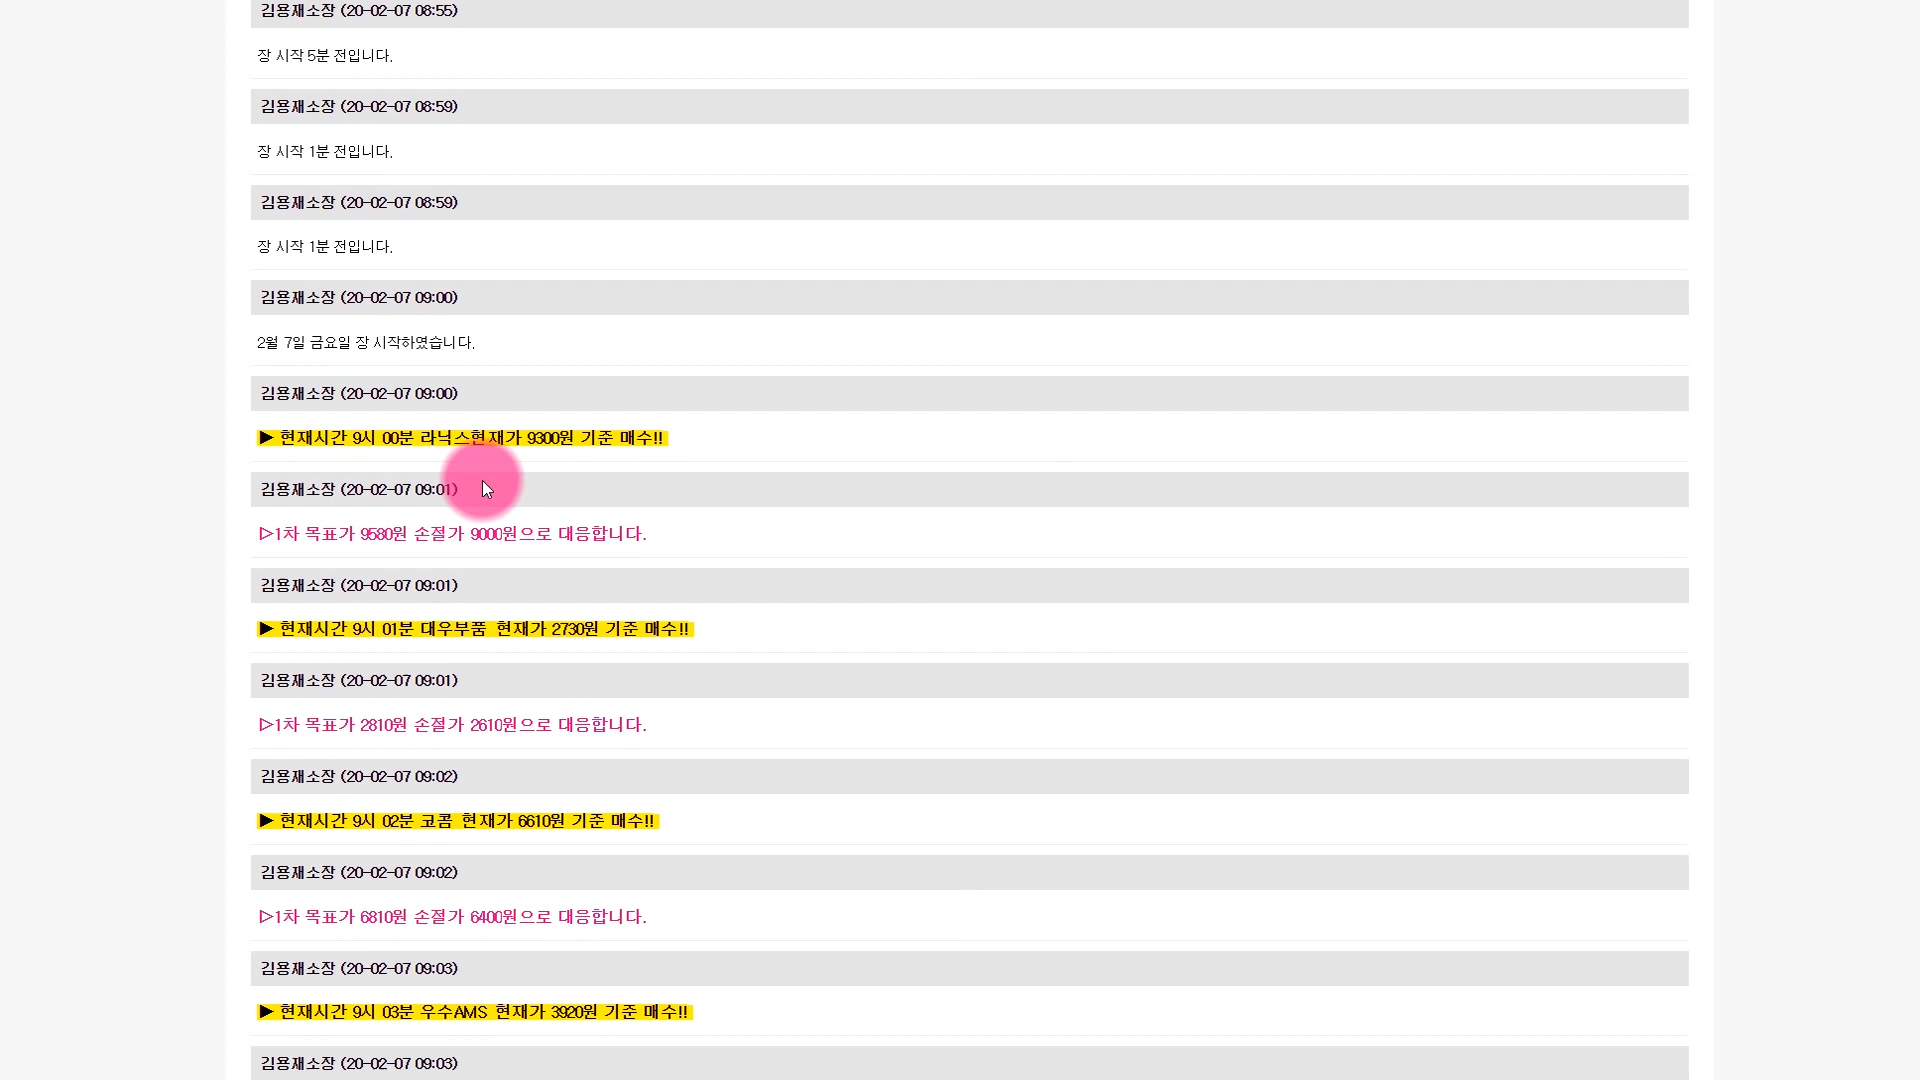 김용재소장 (20-02-07 08:55)
장 시작 5분 전입니다.
김용재소장 (20-02-07 08:59)
장 시작 1분 전입니다.
김용재소장 (20-02-07 08:59)
장 시작 1분 전입니다.
김용재소장 (20-02-07 09:00)
2월 7일 금요일 장 시작하였습니다.
김용재소장 (20-02-07 09:00)
▶ 현재시간 9시 00분 라닉스현재가 9300원 기준 매수!!
김용재소장 (20-02-07 09:01)
▷1차 목표가 9580원 손절가 9000원으로 대응합니다.
김용재소장 (20-02-07 09:01)
▶ 현재시간 9시 01분 대우부품 현재가 2730원 기준 매수!!
김용재소장 (20-02-07 09:01)
▷1차 목표가 2810원 손절가 2610원으로 대응합니다.
김용재소장 (20-02-07 09:02)
▶ 현재시간 9시 02분 코콤 현재가 6610원 기준 매수!!
김용재소장 (20-02-07 09:02)
▷1차 목표가 6810원 손절가 6400원으로 대응합니다.
김용재소장 (20-02-07 09:03)
▶ 현재시간 9시 03분 우수AMS 현재가 3920원 기준 매수!!
김용재소장 (20-02-07 09:03)